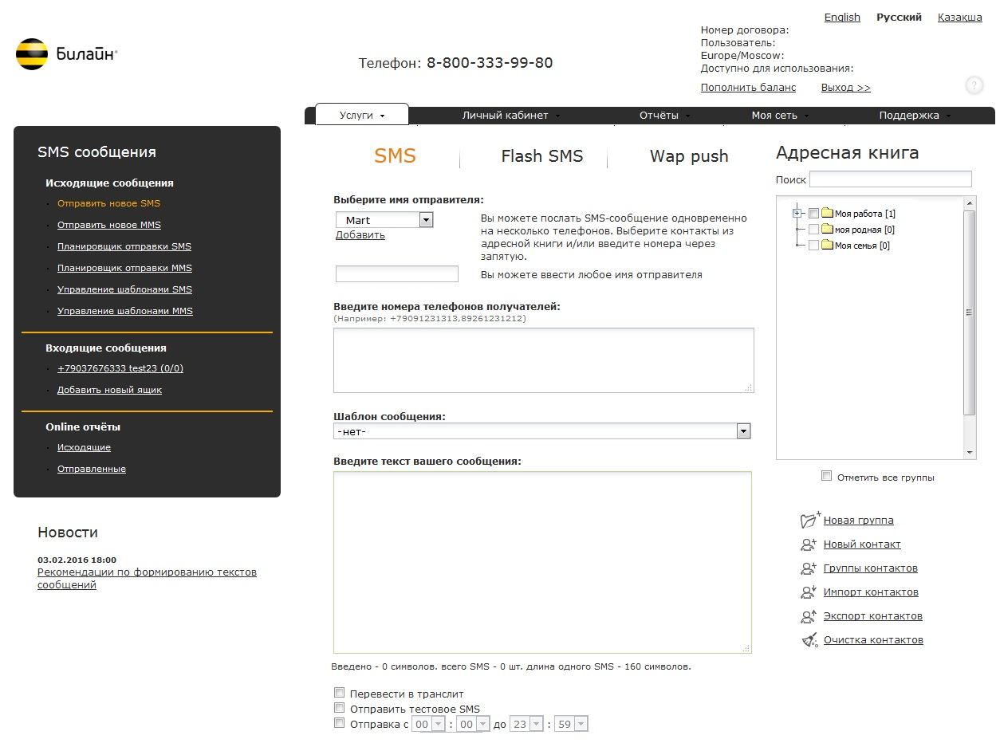 English Русский Қазақша
Номер договора:
Пользователь:
Europe/Moscow:
Доступно для использования:
Пополнить баланс Выход >>
?
Билайн®
Телефон: 8-800-333-99-80
Услуги Личный кабинет Отчёты Моя сеть Поддержка
SMS сообщения
Исходящие сообщения
Отправить новое SMS
Отправить новое MMS
Планировщик отправки SMS
Планировщик отправки MMS
Управление шаблонами SMS
Управление шаблонами MMS
Входящие сообщения
+79037676333 test23 (0/0)
Добавить новый ящик
Online отчёты
Исходящие
Отправленные
Новости
03.02.2016 18:00
Рекомендации по формированию текстов
сообщений
SMS Flash SMS Wap push
Выберите имя отправителя:
Mart
Добавить
Вы можете послать SMS-сообщение одновременно
на несколько телефонов. Выберите контакты из
адресной книги и/или введите номера через
запятую.
Вы можете ввести любое имя отправителя
Введите номера телефонов получателей:
(Например: +79091231313,89261231212)
Шаблон сообщения:
-нет-
Введите текст вашего сообщения:
Введено - 0 символов. всего SMS - 0 шт. длина одного SMS - 160 символов.
Перевести в транслит
Отправить тестовое SMS
Отправка с 00 : 00 до 23 : 59
Адресная книга
Поиск
Моя работа [1]
моя родная [0]
Моя семья [0]
Отметить все группы
Новая группа
Новый контакт
Группы контактов
Импорт контактов
Экспорт контактов
Очистка контактов